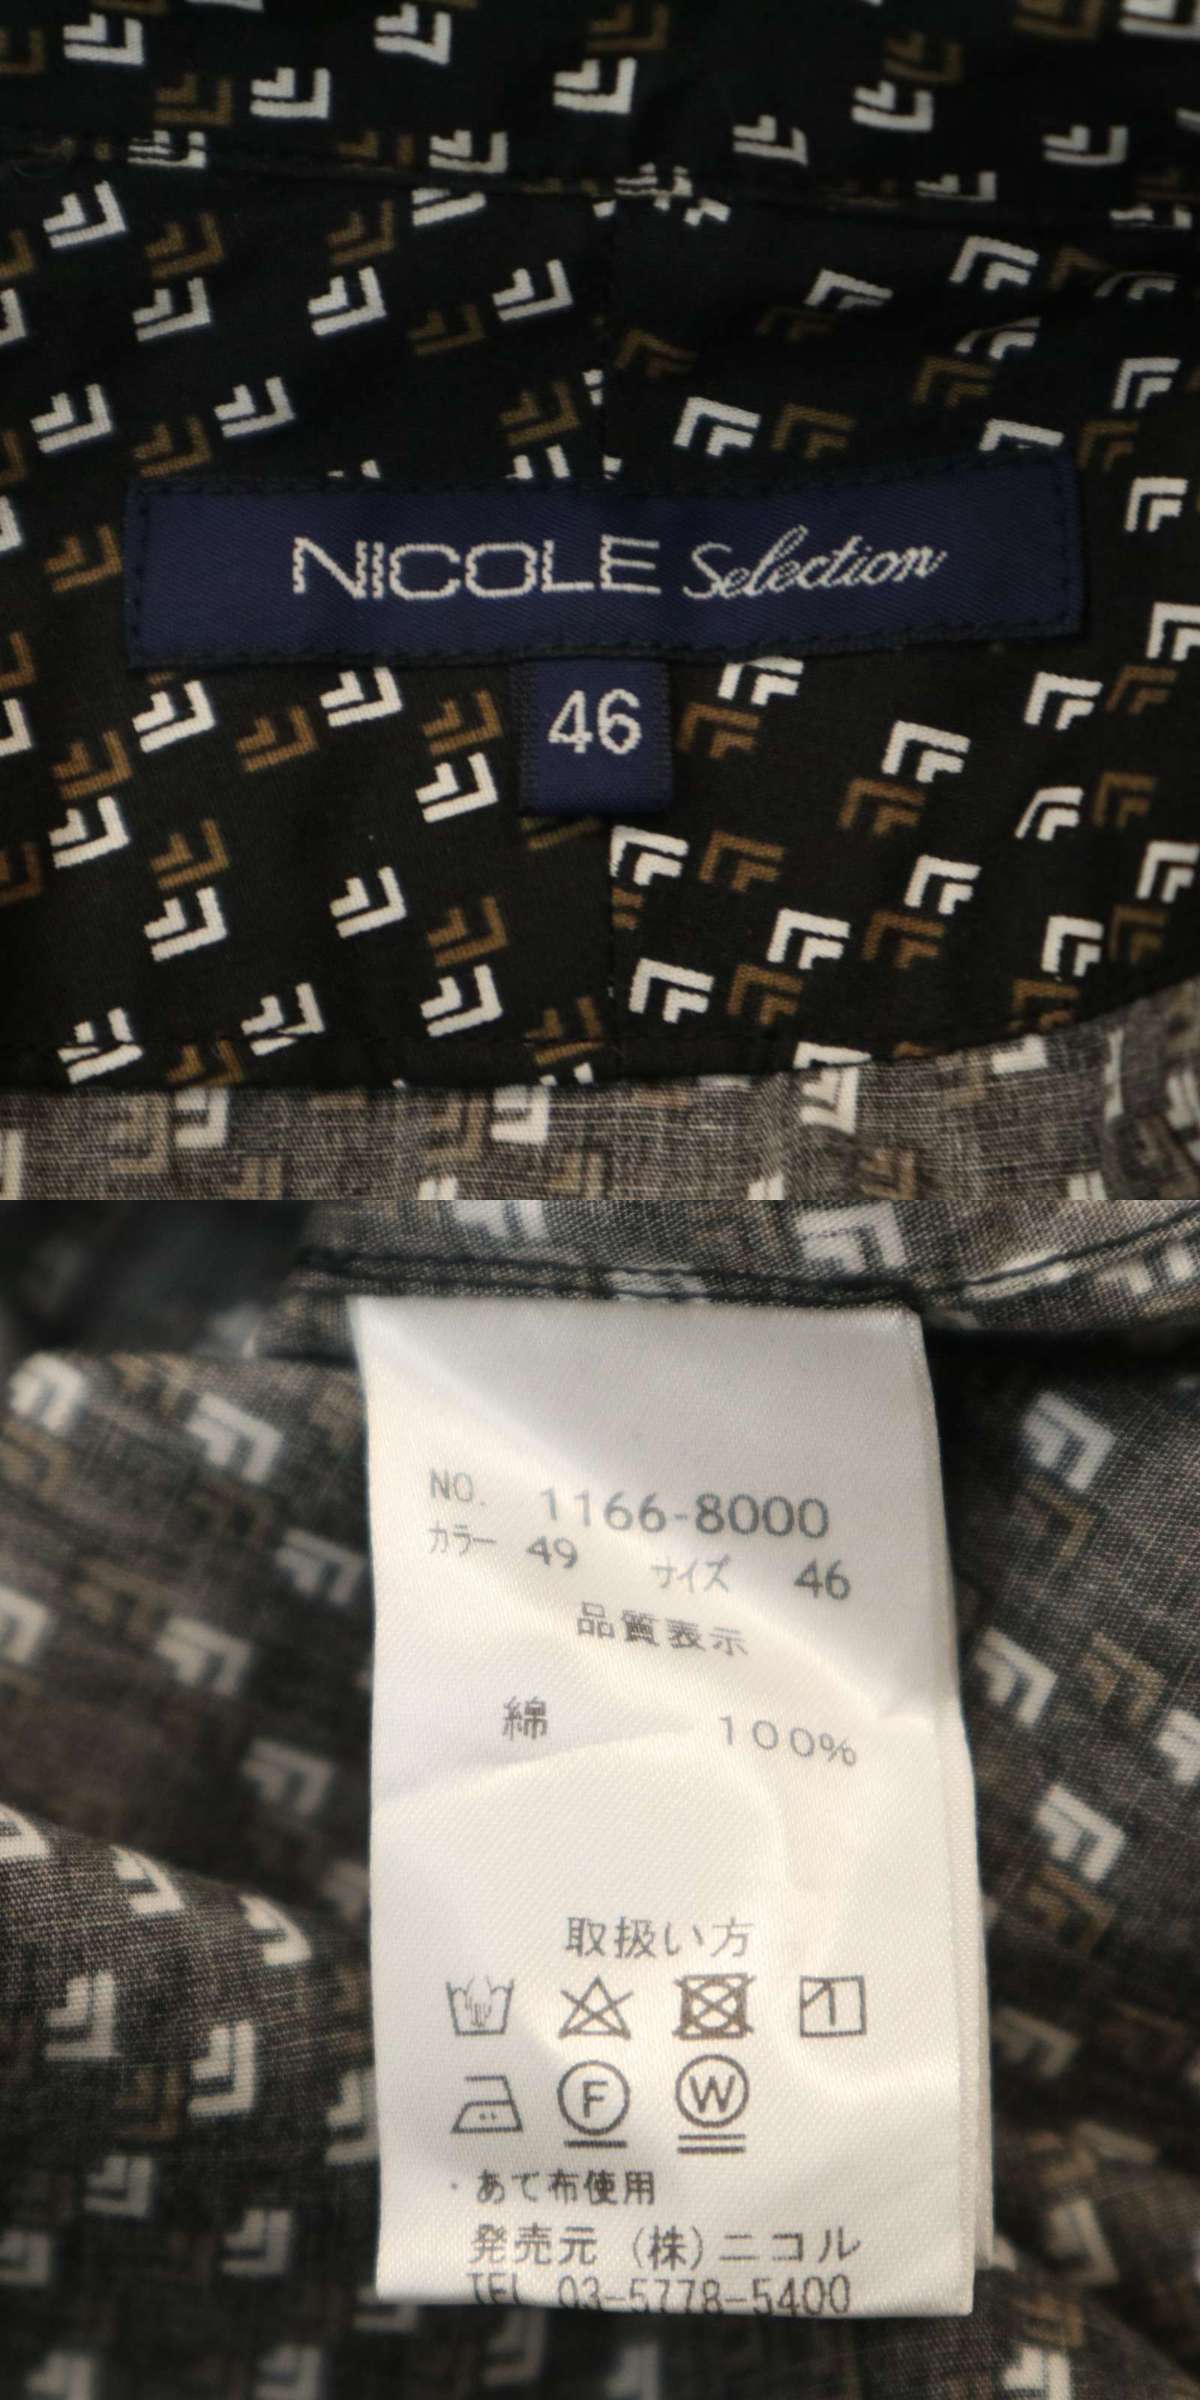 NICOLE Selection
46
NO. 1166-8000
カラー 49 サイズ 46
品質表示
綿 100%
取扱い方
F W
・あて布使用
発売元 (株)ニコル
TEL 03-5778-5400